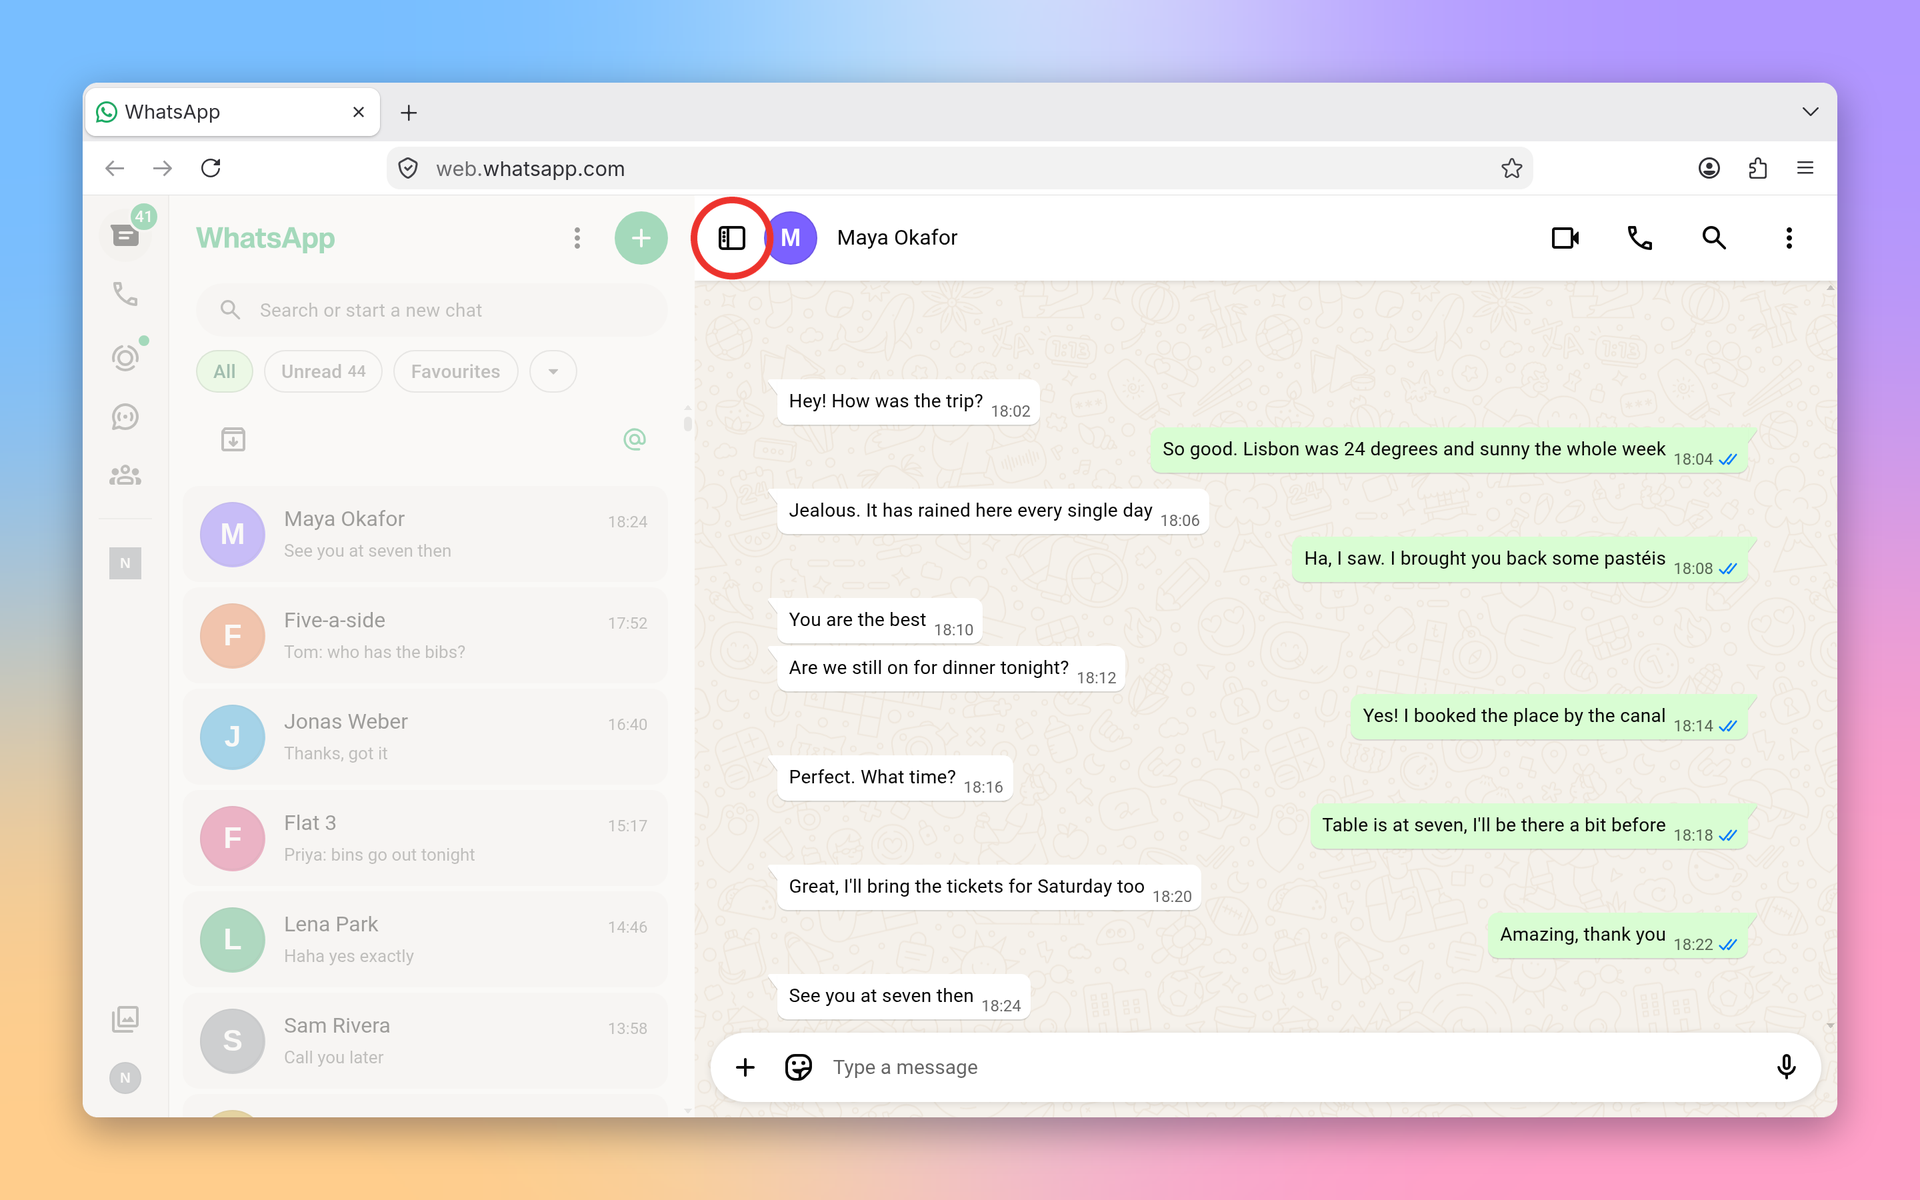 WhatsApp
web.whatsapp.com
41
WhatsApp
Search or start a new chat
All
Unread 44
Favourites
N
M
Maya Okafor
18:24
See you at seven then
F
Five-a-side
17:52
Tom: who has the bibs?
J
Jonas Weber
16:40
Thanks, got it
F
Flat 3
15:17
Priya: bins go out tonight
L
Lena Park
14:46
Haha yes exactly
S
Sam Rivera
13:58
Call you later
N
M
Maya Okafor
Hey! How was the trip? 18:02
So good. Lisbon was 24 degrees and sunny the whole week 18:04
Jealous. It has rained here every single day 18:06
Ha, I saw. I brought you back some pastéis 18:08
You are the best 18:10
Are we still on for dinner tonight? 18:12
Yes! I booked the place by the canal 18:14
Perfect. What time? 18:16
Table is at seven, I'll be there a bit before 18:18
Great, I'll bring the tickets for Saturday too 18:20
Amazing, thank you 18:22
See you at seven then 18:24
Type a message